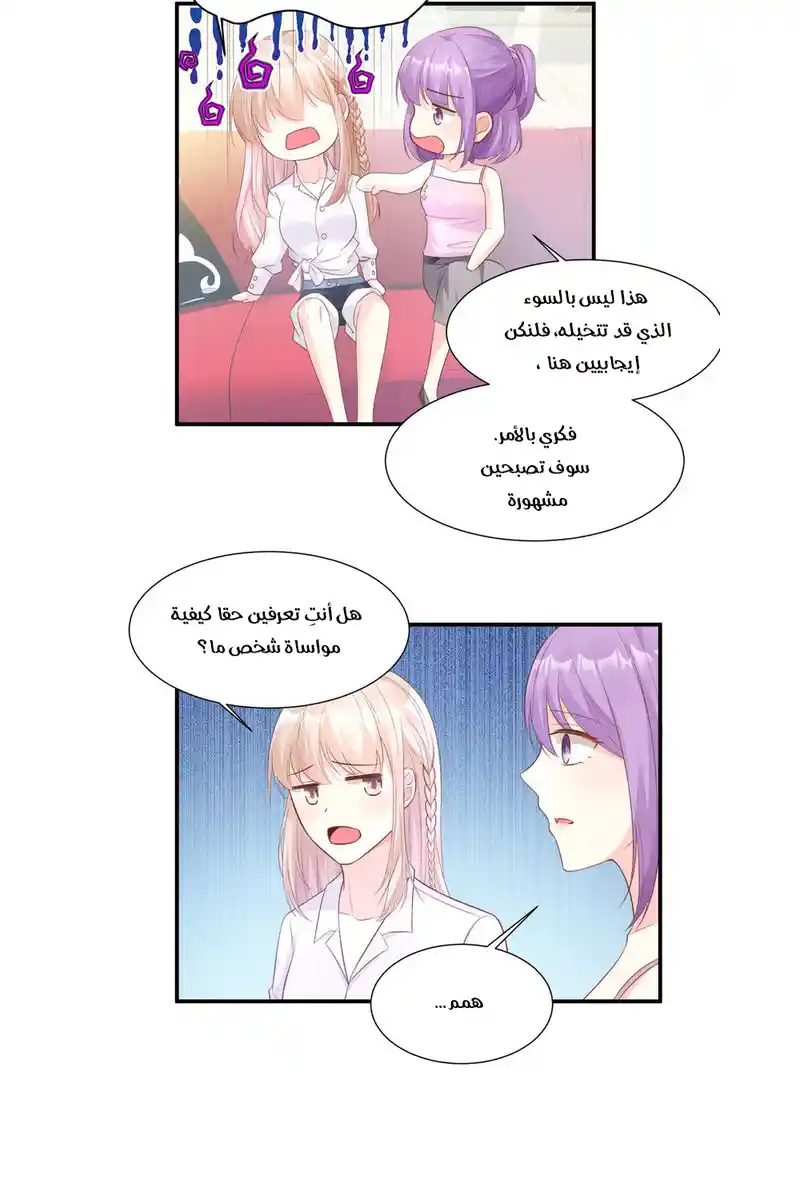 هذا ليس بالسوء
الذي قد تتخيله، فلنكن
إيجابيين هنا ،
فكري بالأمر.
سوف تصبحين
مشهورة
هل أنتِ تعرفين حقا كيفية
مواساة شخص ما؟
همم ...